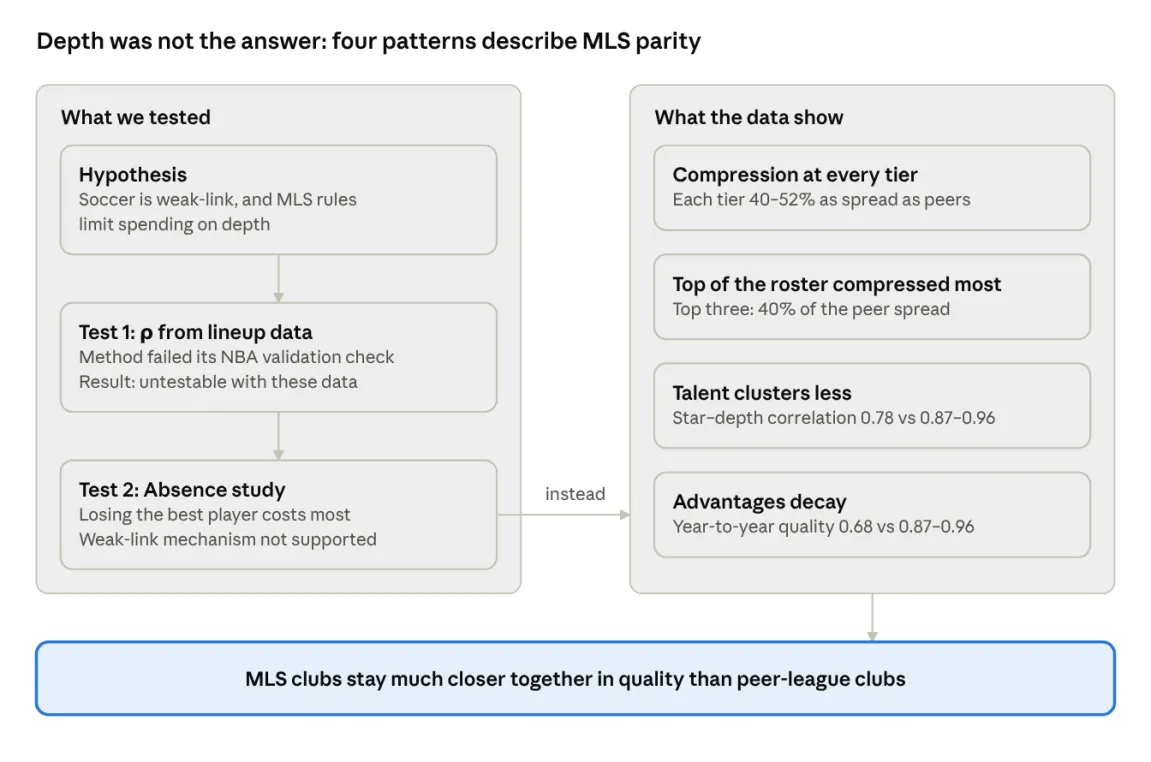 Depth was not the answer: four patterns describe MLS parity
What we tested
Hypothesis
Soccer is weak-link, and MLS rules
limit spending on depth
Test 1: ρ from lineup data
Method failed its NBA validation check
Result: untestable with these data
Test 2: Absence study
Losing the best player costs most
Weak-link mechanism not supported
instead
What the data show
Compression at every tier
Each tier 40–52% as spread as peers
Top of the roster compressed most
Top three: 40% of the peer spread
Talent clusters less
Star–depth correlation 0.78 vs 0.87–0.96
Advantages decay
Year-to-year quality 0.68 vs 0.87–0.96
MLS clubs stay much closer together in quality than peer-league clubs